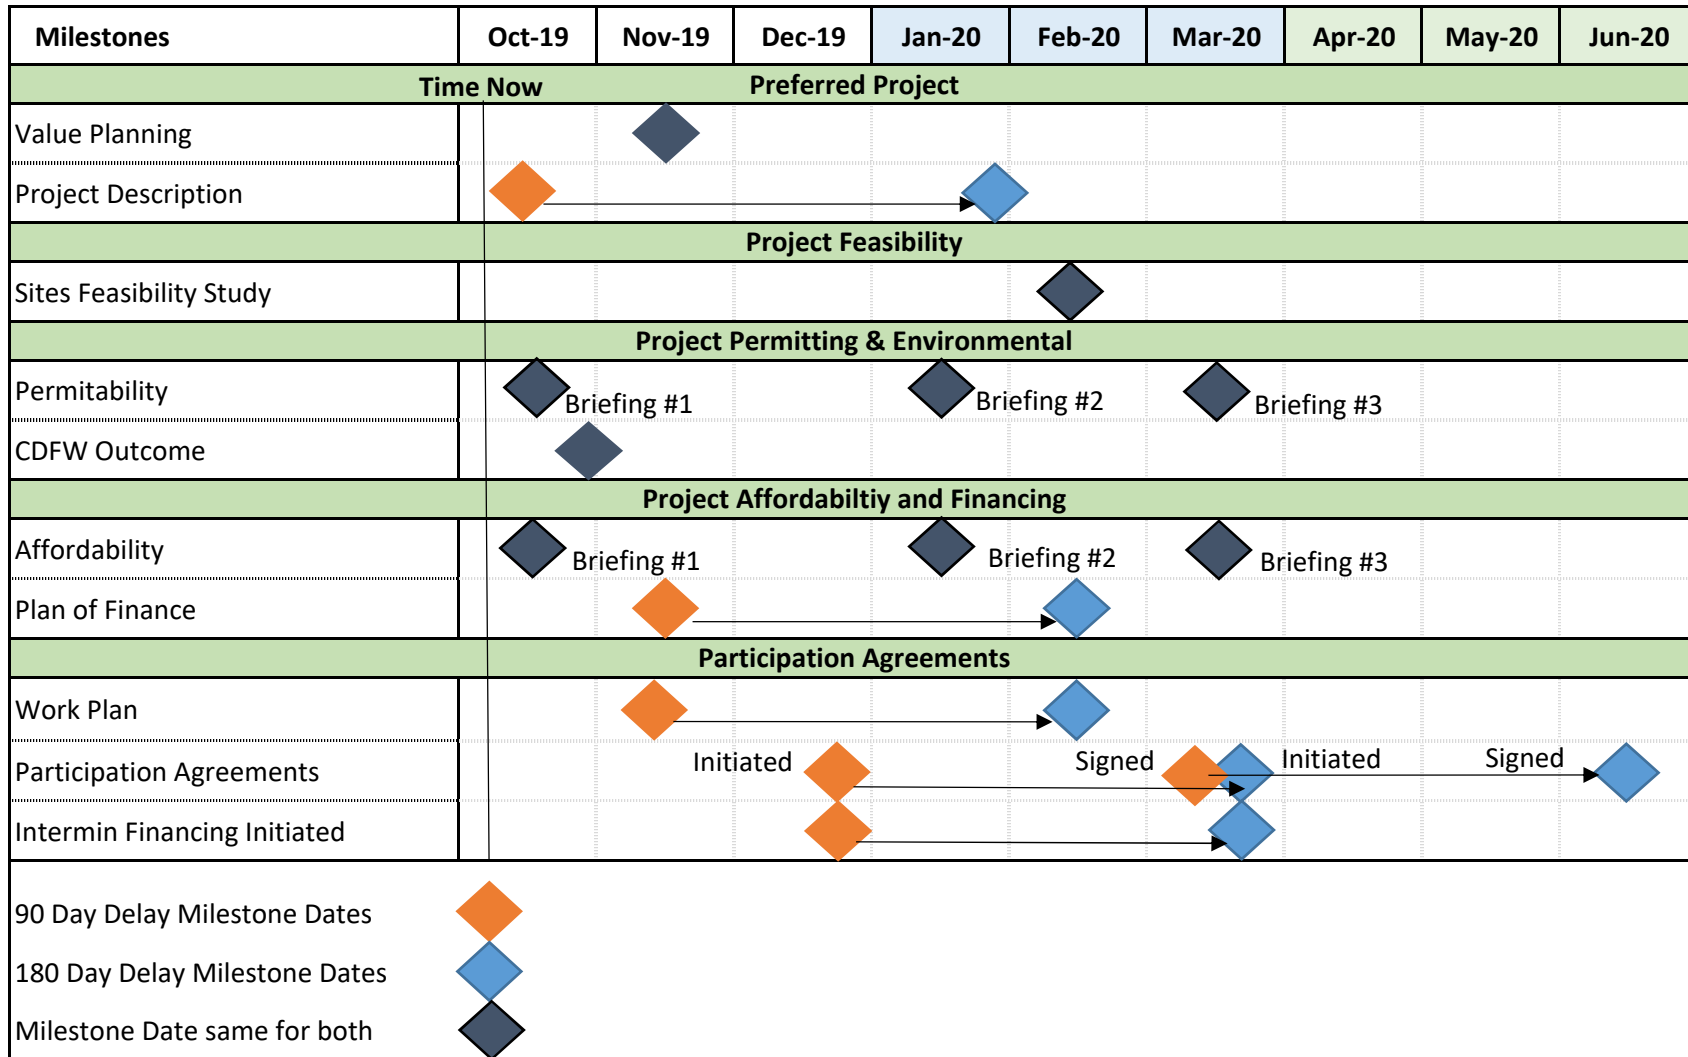 Milestones Oct-19 Nov-19 Dec-19 Jan-20 Feb-20 Mar-20 Apr-20 May-20 Jun-20
Time Now Preferred Project
Value Planning
Project Description
Project Feasibility
Sites Feasibility Study
Project Permitting & Environmental
Permitability Briefing #1 Briefing #2 Briefing #3
CDFW Outcome
Project Affordabiltiy and Financing
Affordability Briefing #1 Briefing #2 Briefing #3
Plan of Finance
Participation Agreements
Work Plan
Participation Agreements Initiated Signed Initiated Signed
Intermin Financing Initiated
90 Day Delay Milestone Dates
180 Day Delay Milestone Dates
Milestone Date same for both